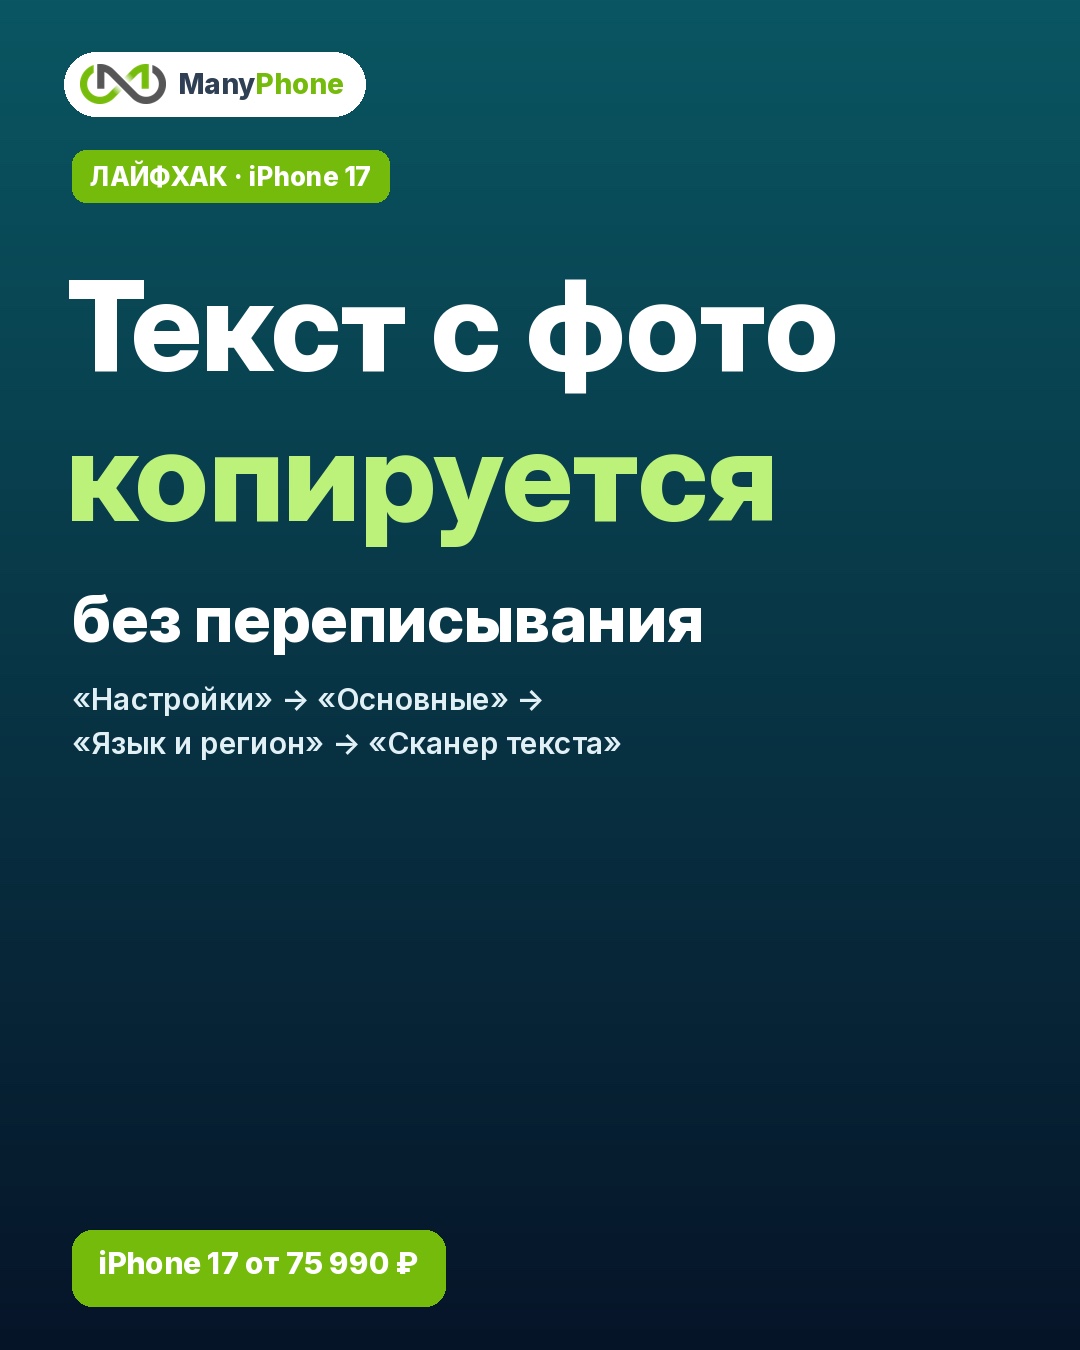 ManyPhone
ЛАЙФХАК · iPhone 17
Текст с фото
копируется
без переписывания
«Настройки» → «Основные» →
«Язык и регион» → «Сканер текста»
iPhone 17 от 75 990 ₽